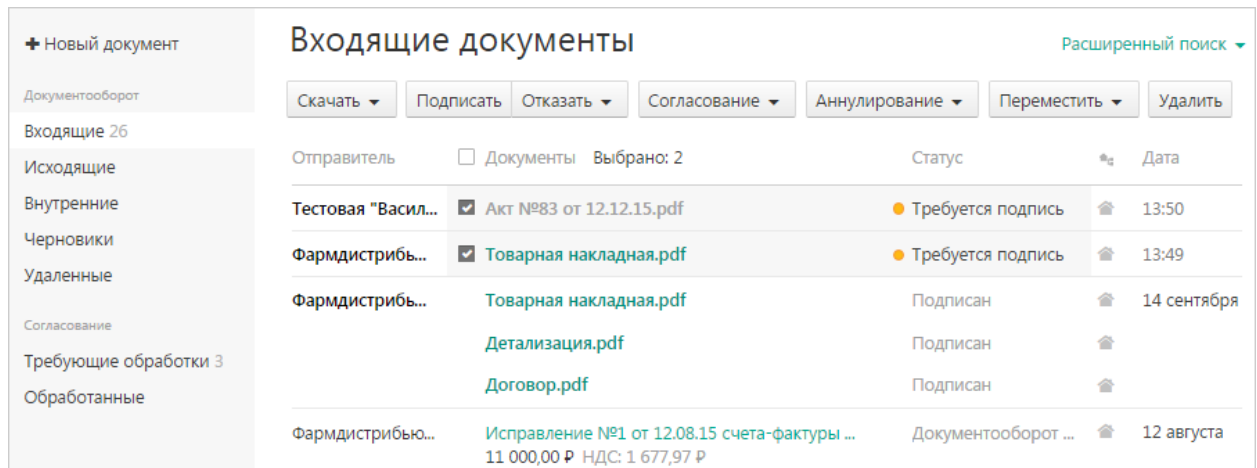 Новый документ
Документооборот
Входящие 26
Исходящие
Внутренние
Черновики
Удаленные
Согласование
Требующие обработки 3
Обработанные
Входящие документы
Расширенный поиск
Скачать Подписать Отказать Согласование Аннулирование Переместить Удалить
Отправитель Документы Выбрано: 2 Статус Дата
Тестовая "Васил... Акт №83 от 12.12.15.pdf Требуется подпись 13:50
Фармдистрибь... Товарная накладная.pdf Требуется подпись 13:49
Фармдистрибь... Товарная накладная.pdf Подписан 14 сентября
Детализация.pdf Подписан
Договор.pdf Подписан
Фармдистрибью... Исправление №1 от 12.08.15 счета-фактуры ... Документооборот ... 12 августа
11 000,00 ₽ НДС: 1 677,97 ₽